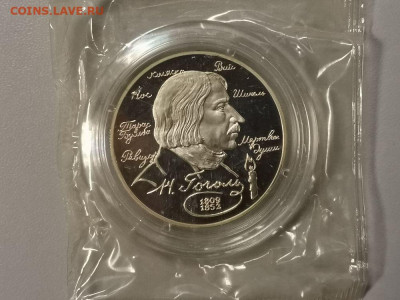 COINS.LAVE.RU
коляска Вий
Нос Шинель
Тарас Бульба
Мертвые души
Ревизор
Н. Гоголь
1809
1852